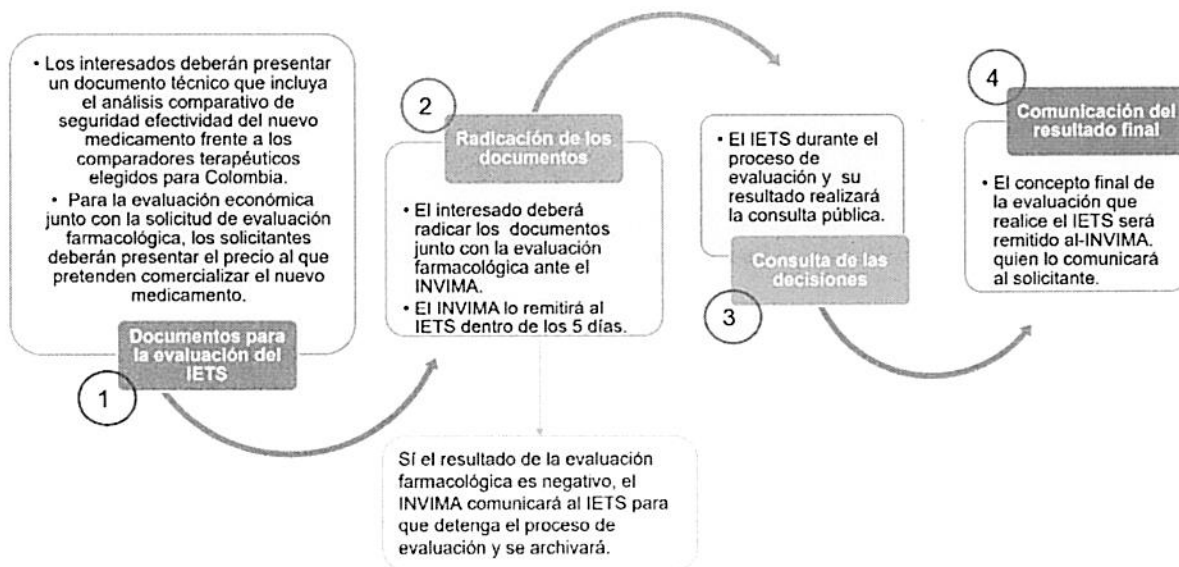 • Los interesados deberán presentar
un documento técnico que incluya
el análisis comparativo de
seguridad efectividad del nuevo
medicamento frente a los
comparadores terapéuticos
elegidos para Colombia.
• Para la evaluación económica
junto con la solicitud de evaluación
farmacológica, los solicitantes
deberán presentar el precio al que
pretenden comercializar el nuevo
medicamento.
Documentos para
la evaluación del
IETS
1
2
Radicación de los
documentos
• El interesado deberá
radicar los documentos
junto con la evaluación
farmacológica ante el
INVIMA.
• El INVIMA lo remitirá al
IETS dentro de los 5 días.
Sí el resultado de la evaluación
farmacológica es negativo, el
INVIMA comunicará al IETS para
que detenga el proceso de
evaluación y se archivará.
• El IETS durante el
proceso de
evaluación y su
resultado realizará
la consulta pública.
Consulta de las
decisiones
3
4
Comunicación del
resultado final
• El concepto final de
la evaluación que
realice el IETS será
remitido al-INVIMA.
quien lo comunicará
al solicitante.